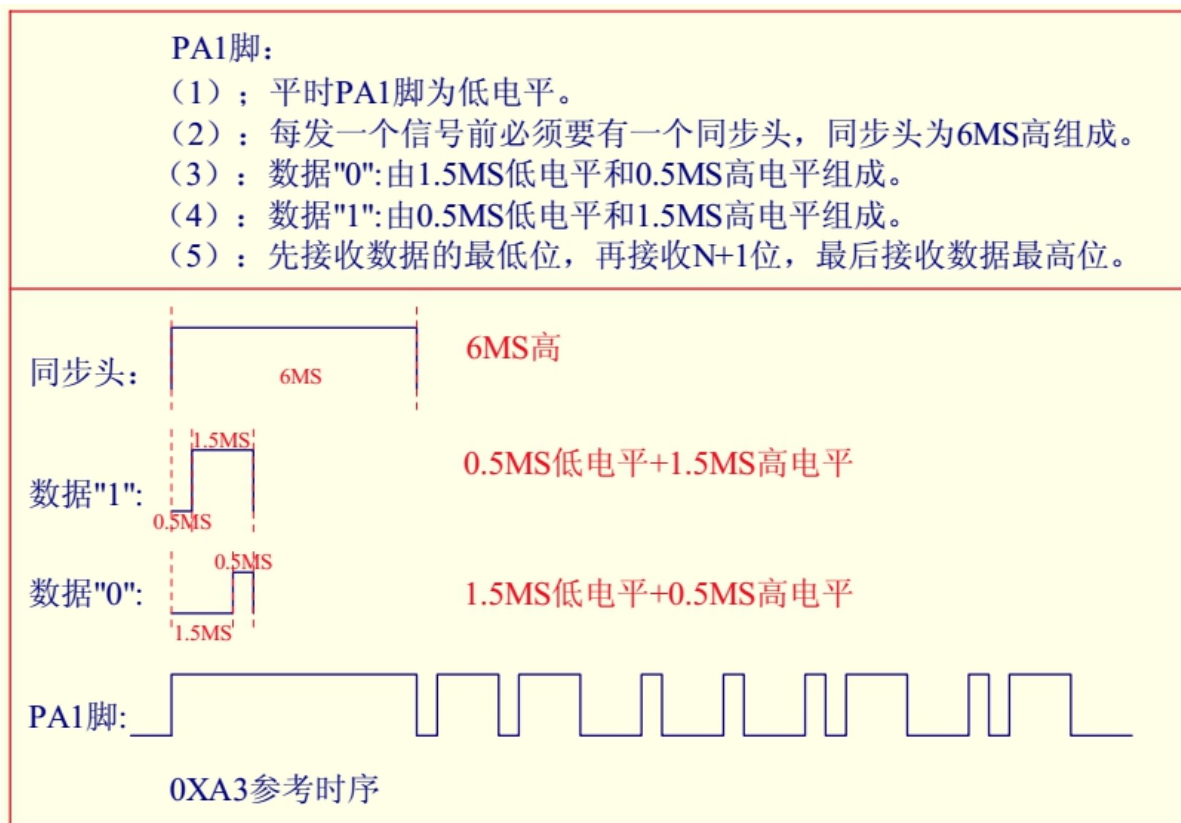 PA1脚：
（1）；平时PA1脚为低电平。
（2）：每发一个信号前必须要有一个同步头，同步头为6MS高组成。
（3）：数据"0":由1.5MS低电平和0.5MS高电平组成。
（4）：数据"1":由0.5MS低电平和1.5MS高电平组成。
（5）：先接收数据的最低位，再接收N+1位，最后接收数据最高位。
6MS高
同步头：
6MS
1.5MS
0.5MS低电平+1.5MS高电平
数据"1":
0.5MS
0.5MS
数据"0":
1.5MS低电平+0.5MS高电平
1.5MS
PA1脚:
0XA3参考时序